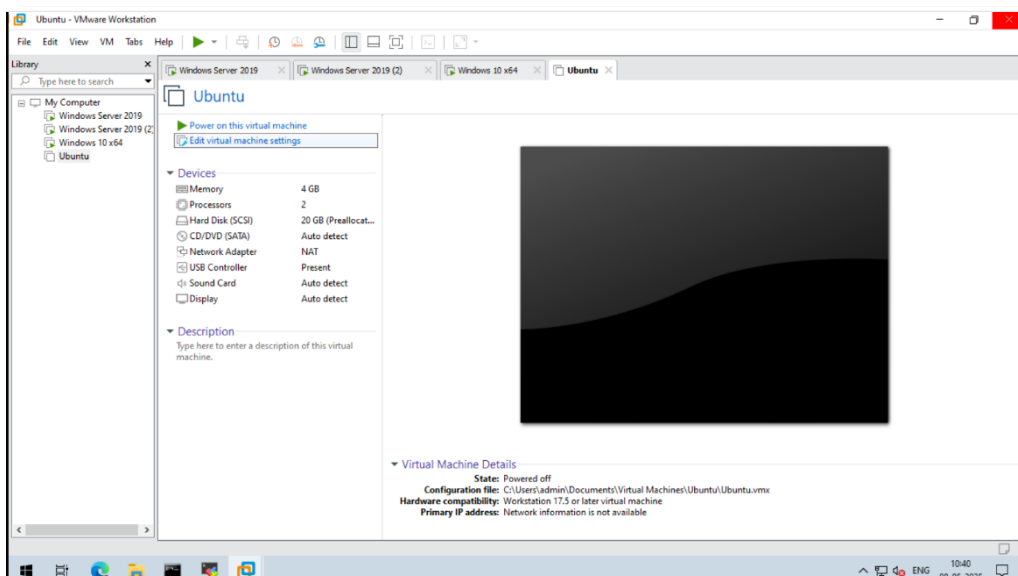 Ubuntu - VMware Workstation
File Edit View VM Tabs Help
Library
Type here to search
My Computer
Windows Server 2019
Windows Server 2019 (2)
Windows 10 x64
Ubuntu
Windows Server 2019
Windows Server 2019 (2)
Windows 10 x64
Ubuntu
Ubuntu
Power on this virtual machine
Edit virtual machine settings
Devices
Memory 4 GB
Processors 2
Hard Disk (SCSI) 20 GB (Preallocat...
CD/DVD (SATA) Auto detect
Network Adapter NAT
USB Controller Present
Sound Card Auto detect
Display Auto detect
Description
Type here to enter a description of this virtual
machine.
Virtual Machine Details
State: Powered off
Configuration file: C:\Users\admin\Documents\Virtual Machines\Ubuntu\Ubuntu.vmx
Hardware compatibility: Workstation 17.5 or later virtual machine
Primary IP address: Network information is not available
ENG
10:40